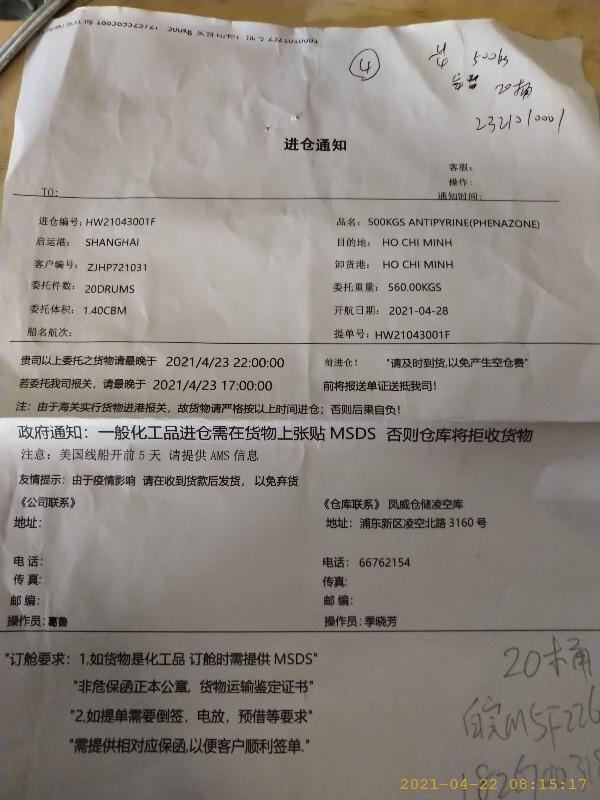 ④
500kg
20桶
2321010001
进仓通知
客服:
操作:
TO:
通知时间:
进仓编号: HW21043001F
品名: 500KGS ANTIPYRINE(PHENAZONE)
启运港: SHANGHAI
目的地: HO CHI MINH
客户编号: ZJHP721031
卸货港: HO CHI MINH
委托件数: 20DRUMS
委托重量: 560.00KGS
委托体积: 1.40CBM
开航日期: 2021-04-28
船名航次:
提单号: HW21043001F
贵司以上委托之货物请最晚于 2021/4/23 22:00:00 前进仓! "请及时到货,以免产生空仓费"
若委托我司报关, 请最晚于 2021/4/23 17:00:00 前将报送单证送抵我司!
注: 由于海关实行货物进港报关, 故货物请严格按以上时间进仓; 否则后果自负!
政府通知: 一般化工品进仓需在货物上张贴 MSDS 否则仓库将拒收货物
注意: 美国线船开前 5 天 请提供 AMS 信息
友情提示: 由于疫情影响 请在收到货款后发货, 以免弃货
《公司联系》
《仓库联系》 凤威仓储凌空库
地址:
地址: 浦东新区凌空北路 3160 号
电话:
电话: 66762154
传真:
传真:
邮编:
邮编:
操作员: 葛鲁
操作员: 季晓芳
"订舱要求: 1,如货物是化工品 订舱时需提供 MSDS"
"非危保函正本公章, 货物运输鉴定证书"
"2,如提单需要倒签, 电放, 预借等要求"
"需提供相对应保函,以便客户顺利签单."
20桶
皖M5F226
2021-04-22 08:15:17